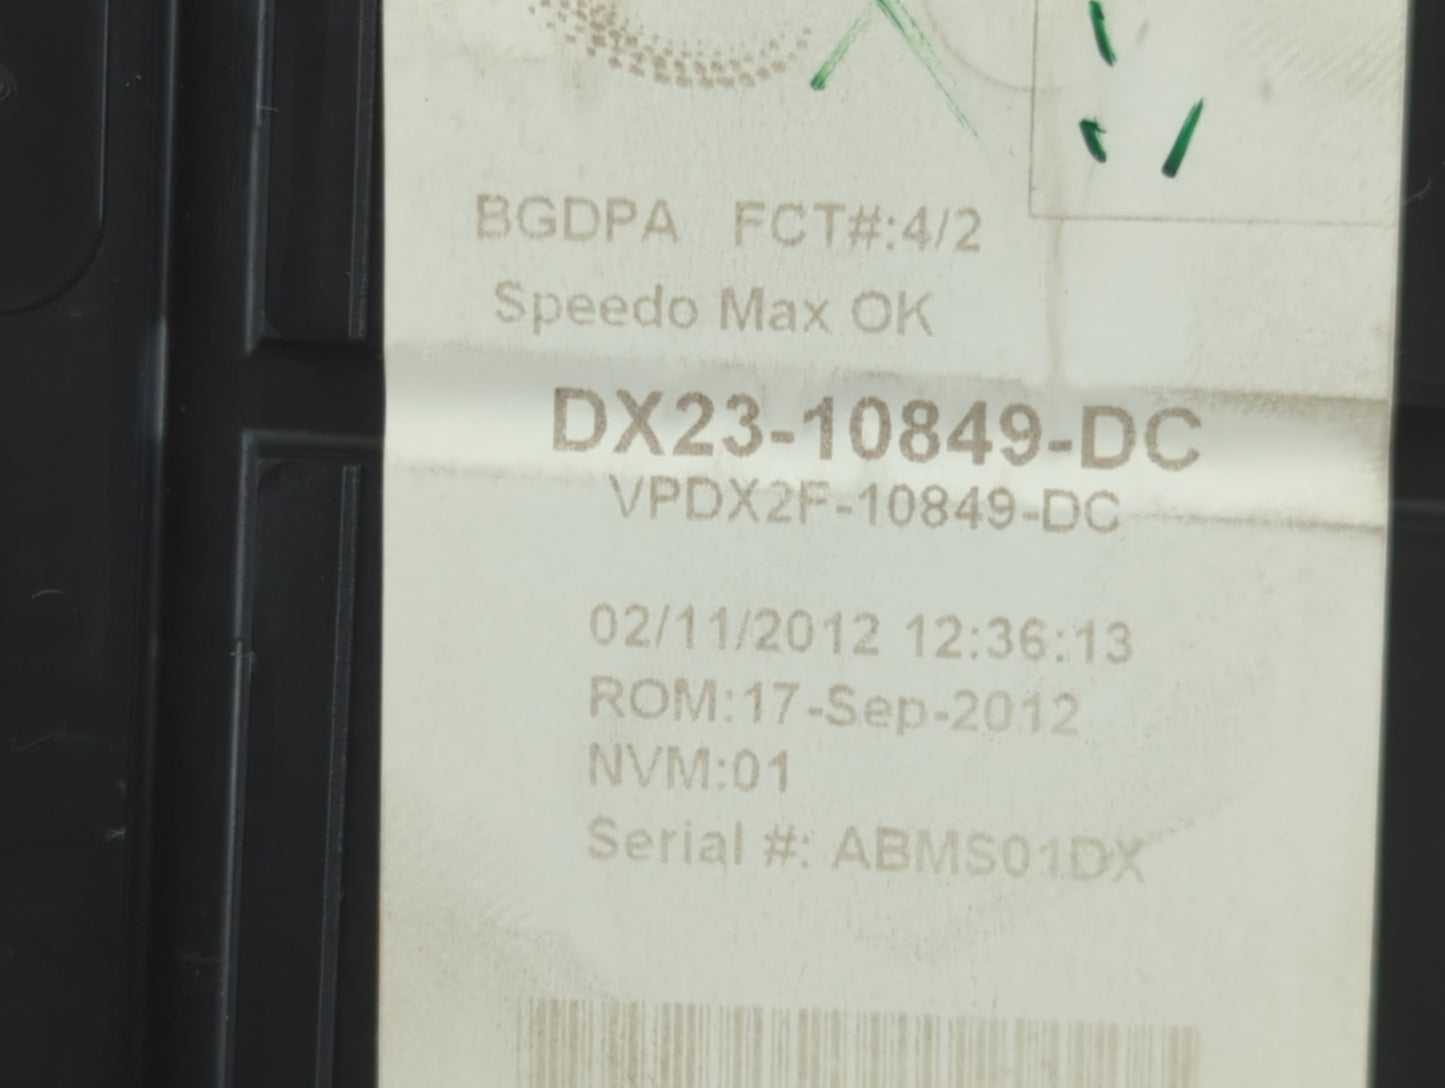 BGDPA FCT#:4/2
Speedo Max OK
DX23-10849-DC
VPDX2F-10849-DC
02/11/2012 12:36:13
ROM:17-Sep-2012
NVM:01
Serial #: ABMS01DX